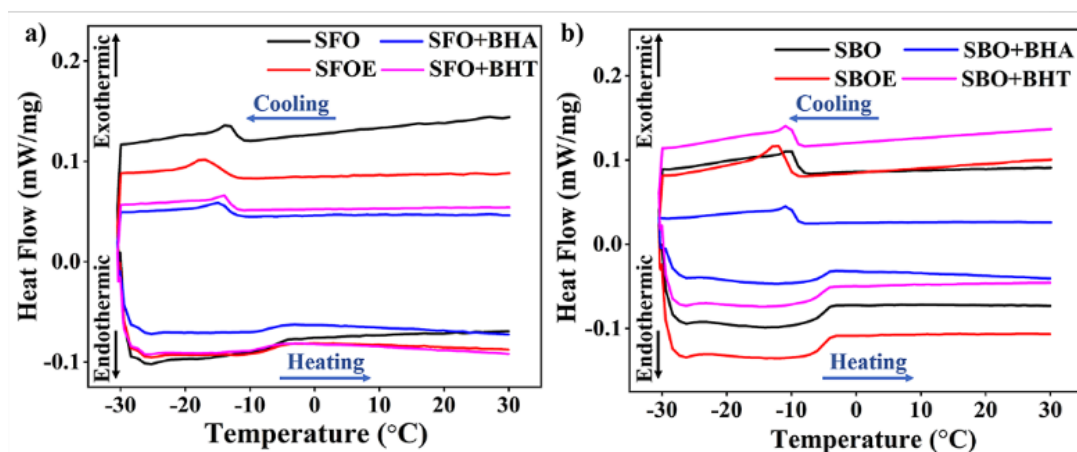 a)
SFO SFO+BHA
SFOE SFO+BHT
Exothermic
Endothermic
Cooling
Heating
Heat Flow (mW/mg)
0.2
0.1
0.0
-0.1
-30 -20 -10 0 10 20 30
Temperature (°C)
b)
SBO SBO+BHA
SBOE SBO+BHT
Exothermic
Endothermic
Cooling
Heating
Heat Flow (mW/mg)
0.2
0.1
0.0
-0.1
-30 -20 -10 0 10 20 30
Temperature (°C)